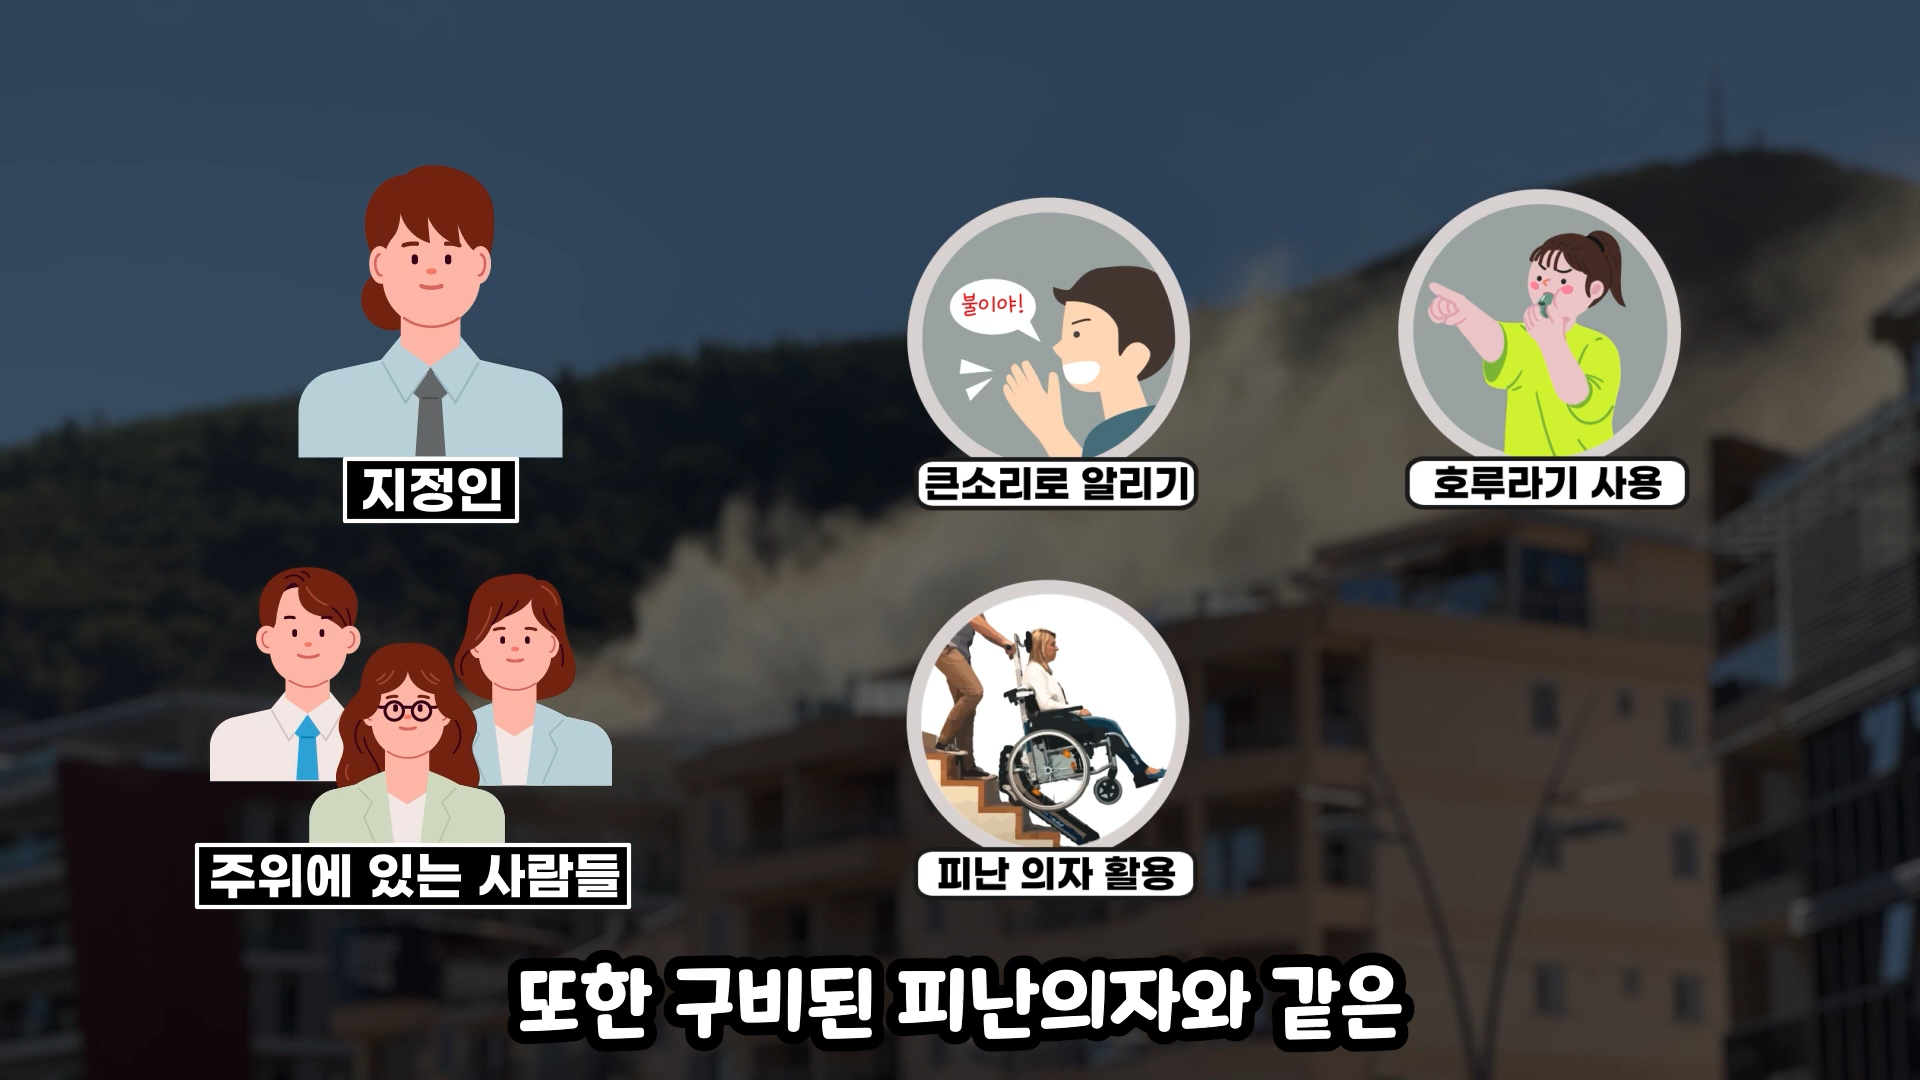 불이야!
지정인
큰소리로 알리기
호루라기 사용
주위에 있는 사람들
피난 의자 활용
또한 구비된 피난의자와 같은